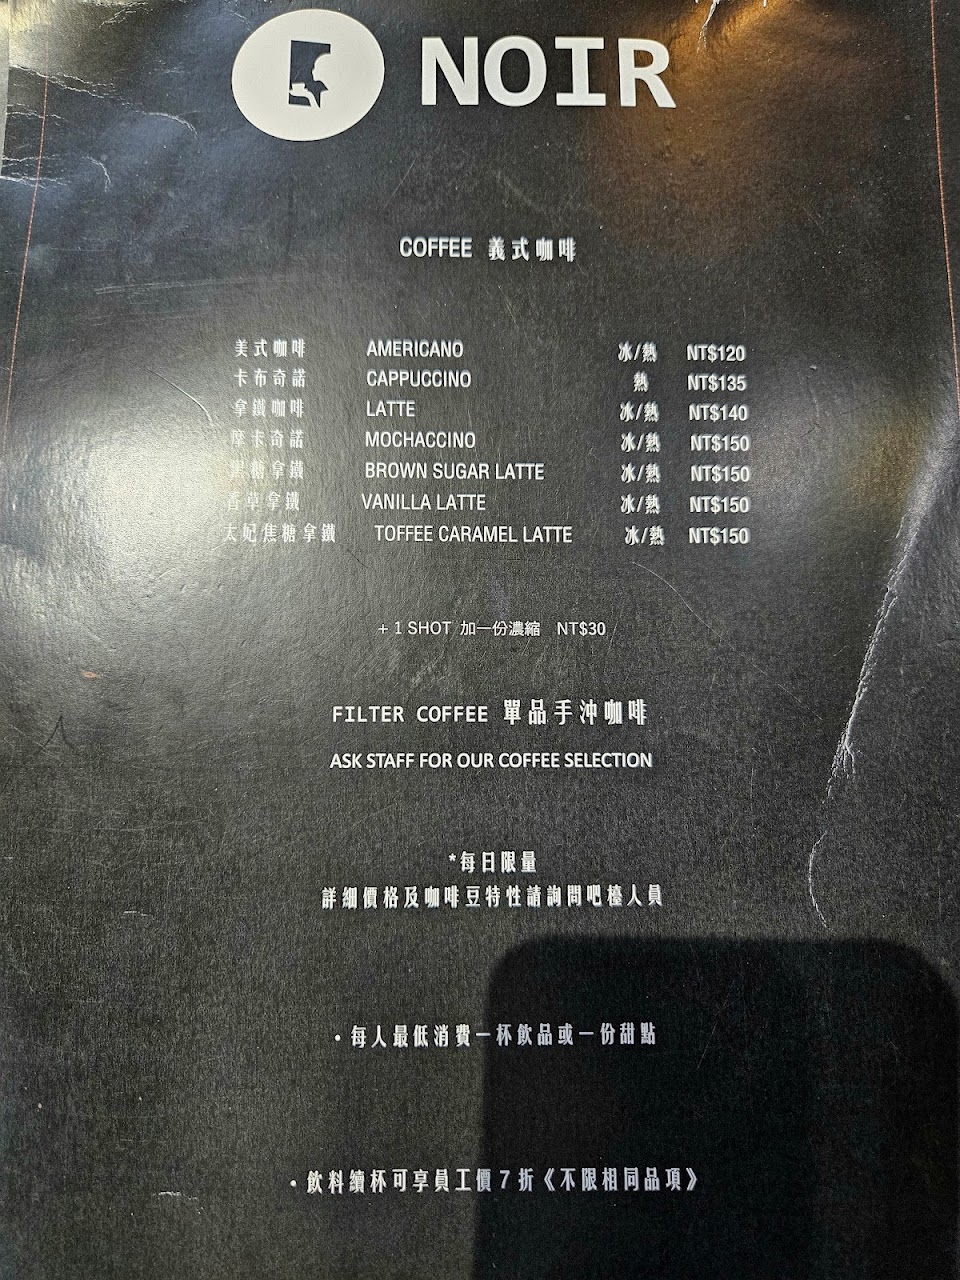 NOIR
COFFEE 義式咖啡
美式咖啡 AMERICANO 冰/熱 NT$120
卡布奇諾 CAPPUCCINO 熱 NT$135
拿鐵咖啡 LATTE 冰/熱 NT$140
摩卡奇諾 MOCHACCINO 冰/熱 NT$150
黑糖拿鐵 BROWN SUGAR LATTE 冰/熱 NT$150
香草拿鐵 VANILLA LATTE 冰/熱 NT$150
太妃焦糖拿鐵 TOFFEE CARAMEL LATTE 冰/熱 NT$150
+ 1 SHOT 加一份濃縮 NT$30
FILTER COFFEE 單品手沖咖啡
ASK STAFF FOR OUR COFFEE SELECTION
*每日限量
詳細價格及咖啡豆特性請詢問吧檯人員
• 每人最低消費一杯飲品或一份甜點
• 飲料續杯可享員工價7折《不限相同品項》